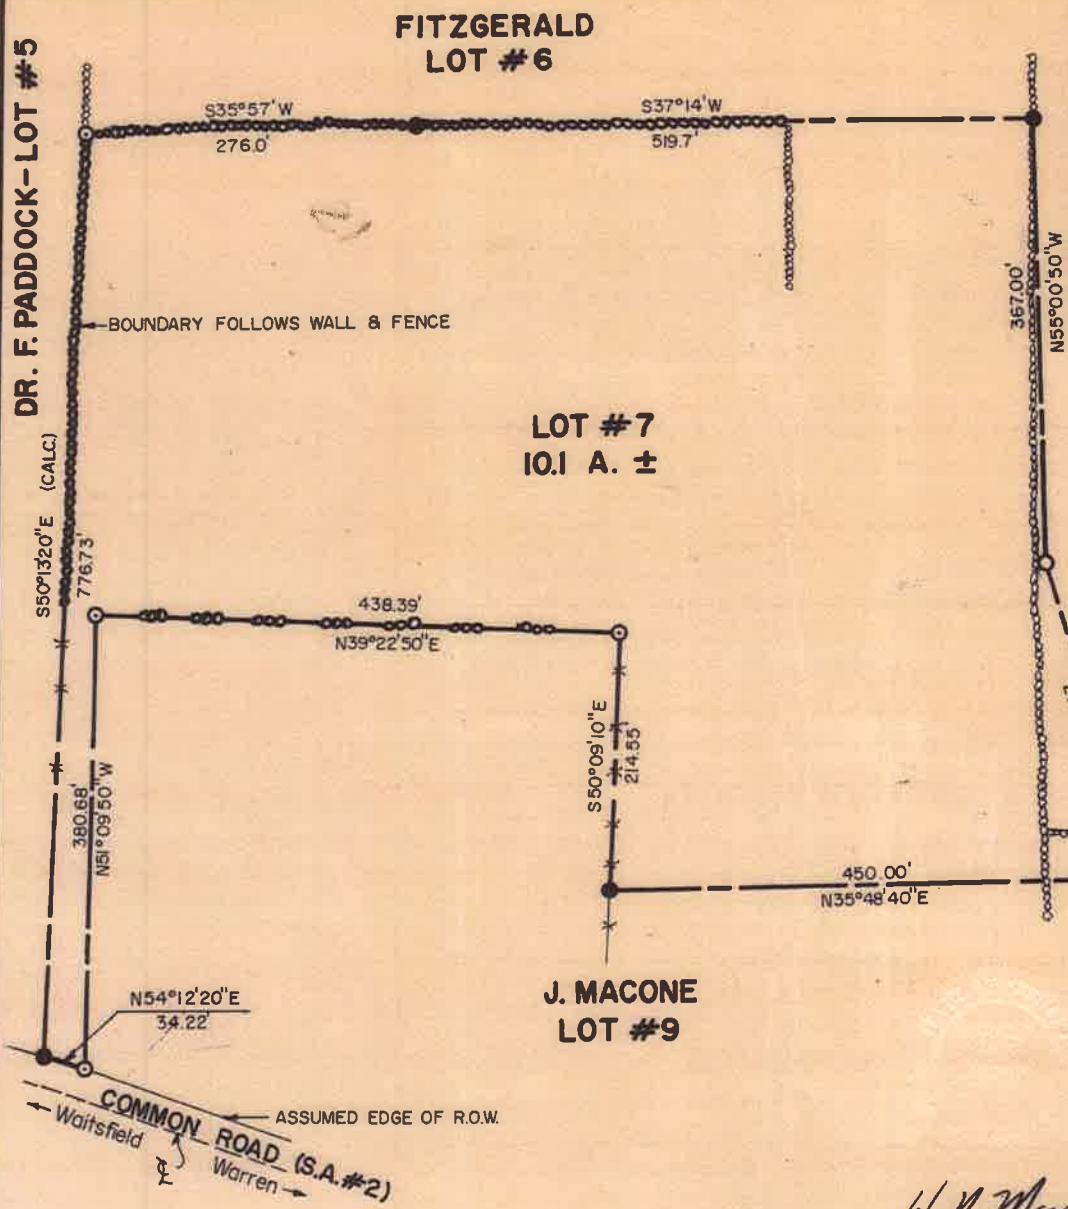 FITZGERALD
LOT #6
DR. F. PADDOCK-LOT #5
S35°57'W
276.0'
S37°14'W
519.7'
BOUNDARY FOLLOWS WALL & FENCE
367.00'
N55°00'50"W
LOT #7
10.1 A. ±
S50°13'20"E (CALC.)
776.73'
438.39'
N39°22'50"E
S50°09'10"E
214.55'
380.68'
N51°09'50"W
450.00'
N35°48'40"E
N54°12'20"E
34.22'
J. MACONE
LOT #9
ASSUMED EDGE OF R.O.W.
COMMON ROAD (S.A.#2)
Waitsfield
Warren